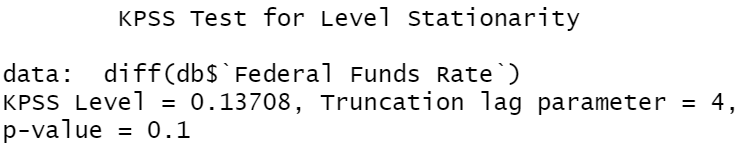 KPSS Test for Level Stationarity
data:  diff(db$`Federal Funds Rate`)
KPSS Level = 0.13708, Truncation lag parameter = 4,
p-value = 0.1